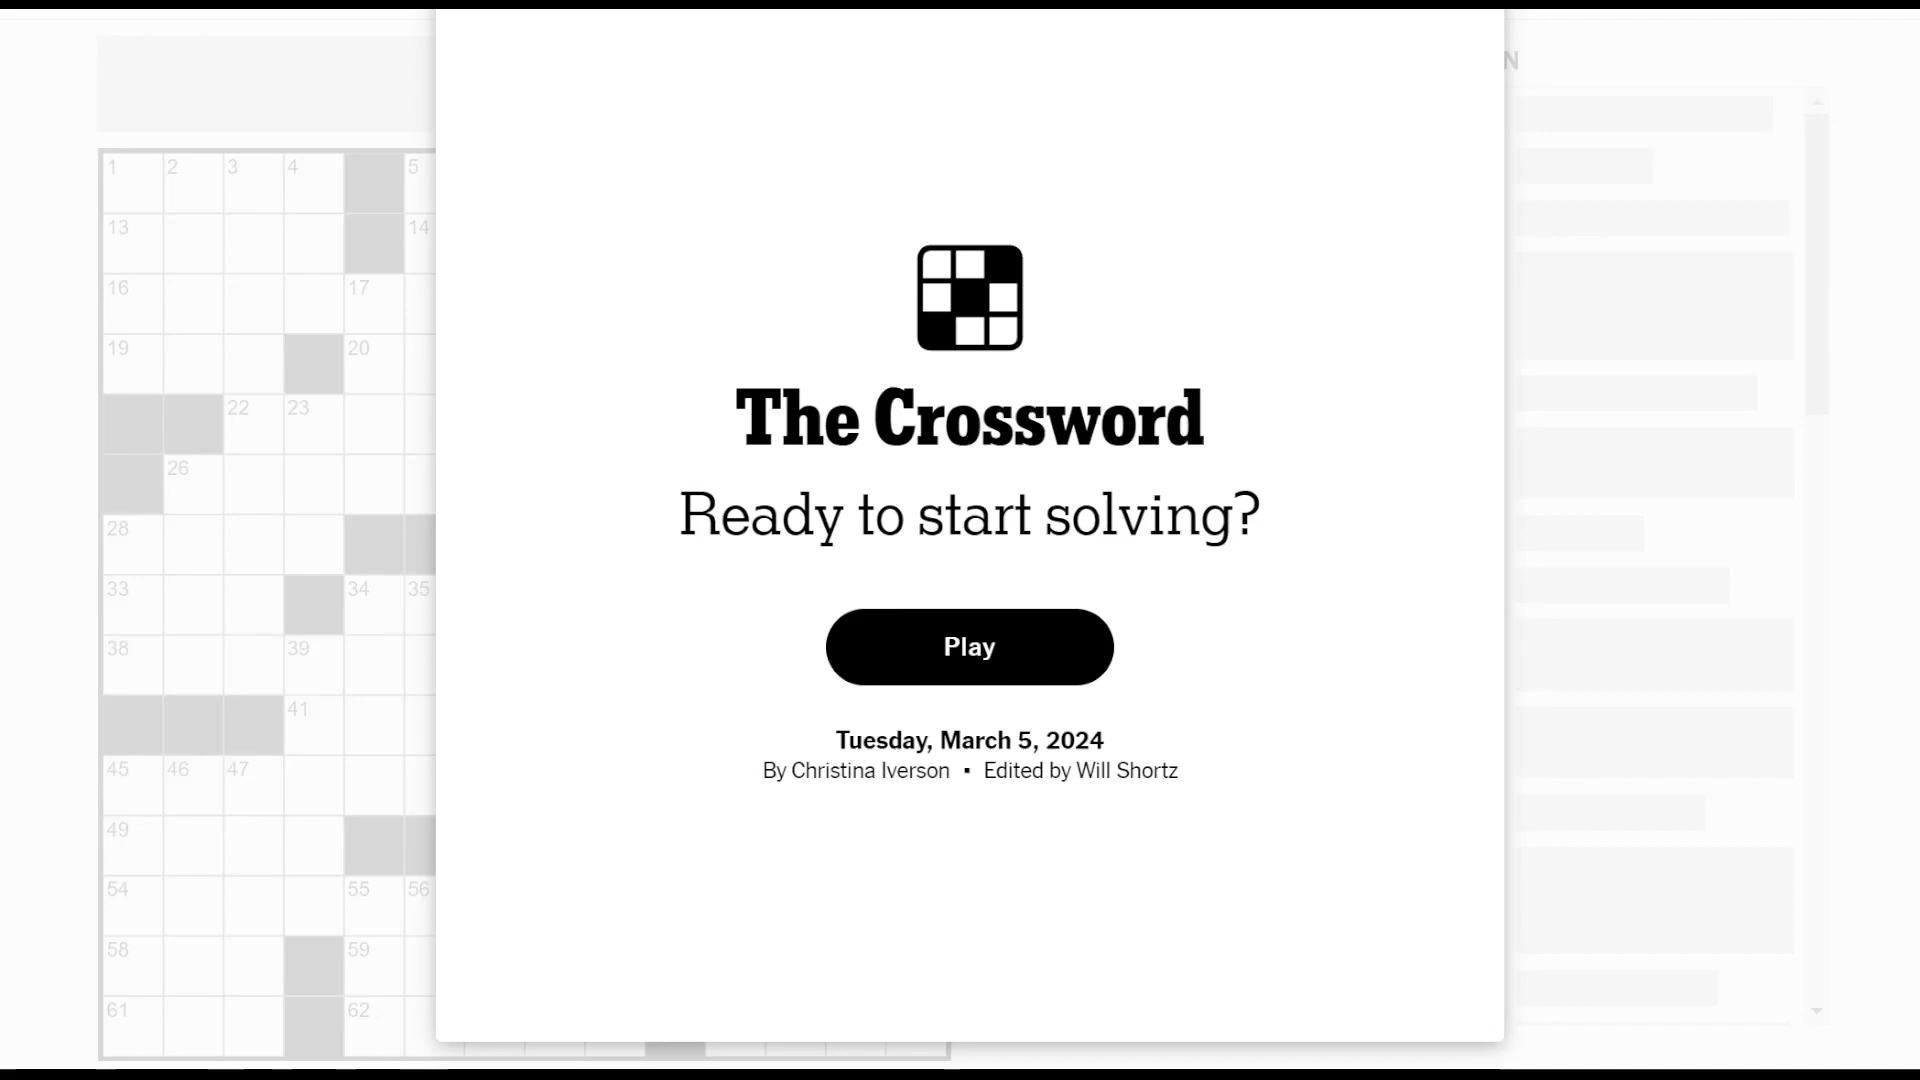 N
1 2 3 4 5
13 14
16 17
19 20
22 23
26
28
33 34 35
38 39
41
45 46 47
49
54 55 56
58 59
61 62
The Crossword
Ready to start solving?
Play
Tuesday, March 5, 2024
By Christina Iverson ▪ Edited by Will Shortz